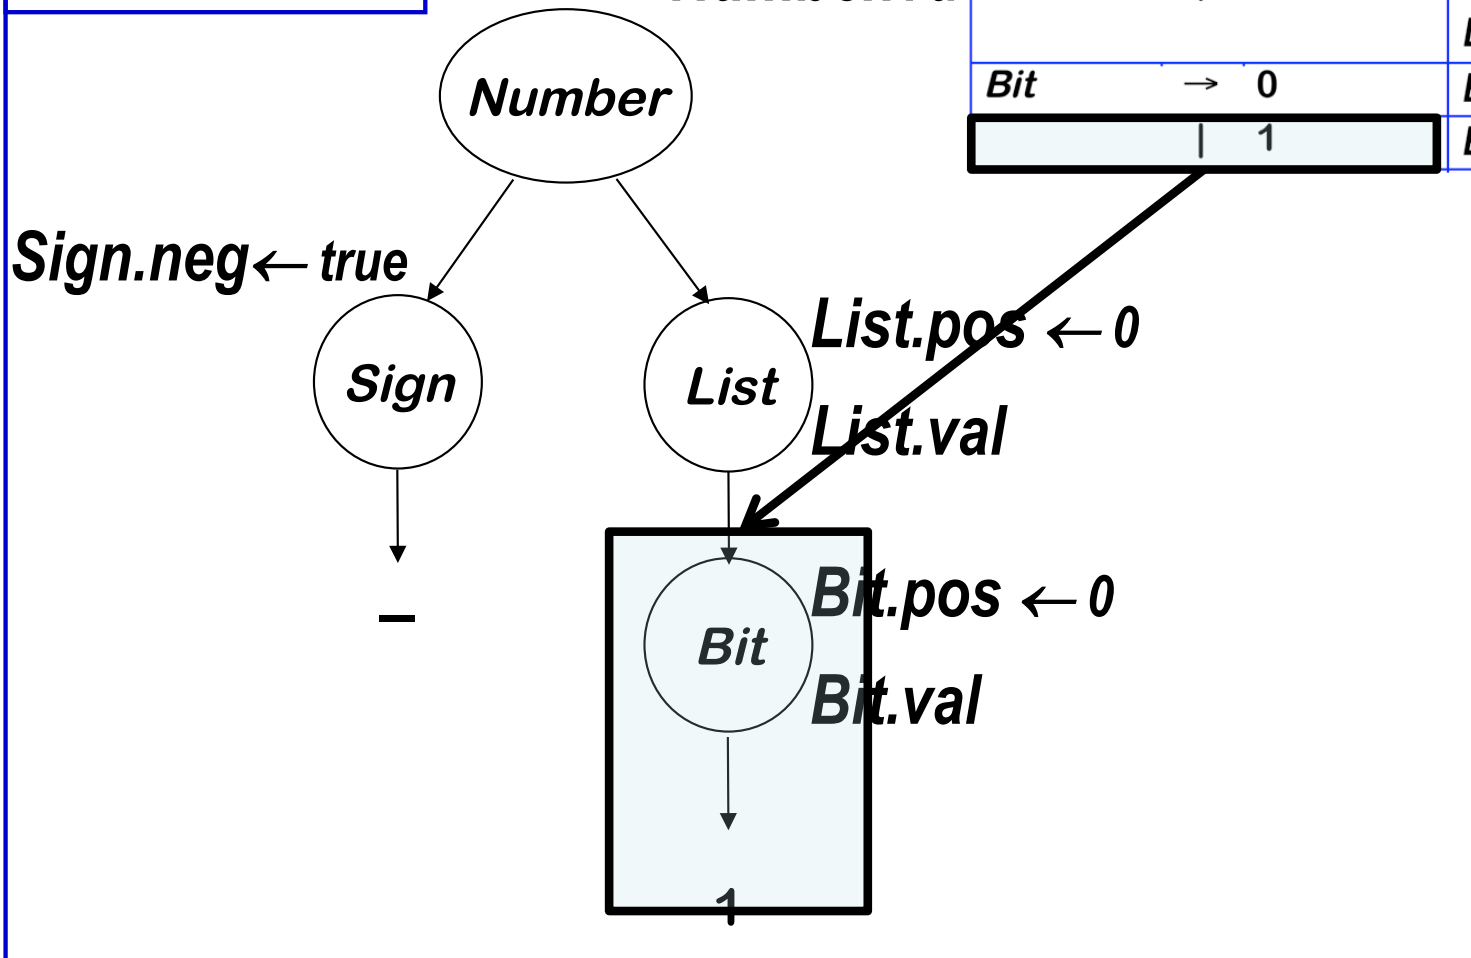 Number
Bit → 0
| 1
Sign.neg ← true
Sign
List
List.pos ← 0
List.val
–
Bit
Bit.pos ← 0
Bit.val
1